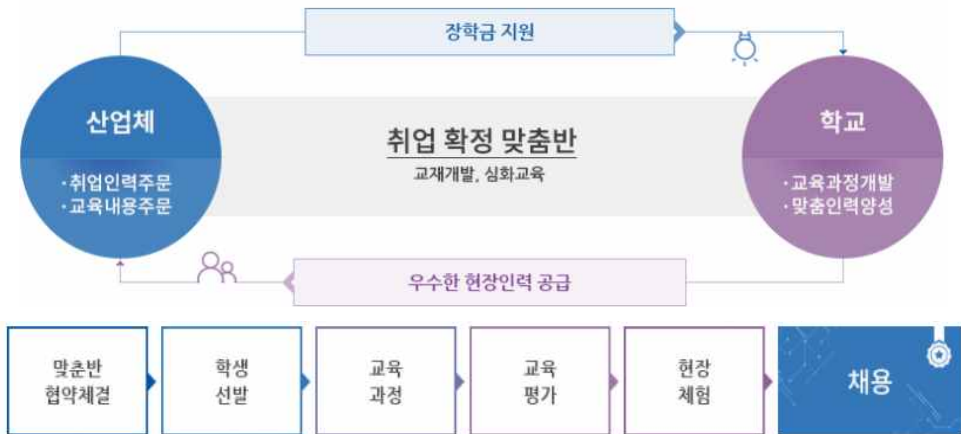 장학금 지원
산업체
·취업인력주문
·교육내용주문
취업 확정 맞춤반
교재개발, 심화교육
학교
·교육과정개발
·맞춤인력양성
우수한 현장인력 공급
맞춘반
협약체결
학생
선발
교육
과정
교육
평가
현장
체험
채용